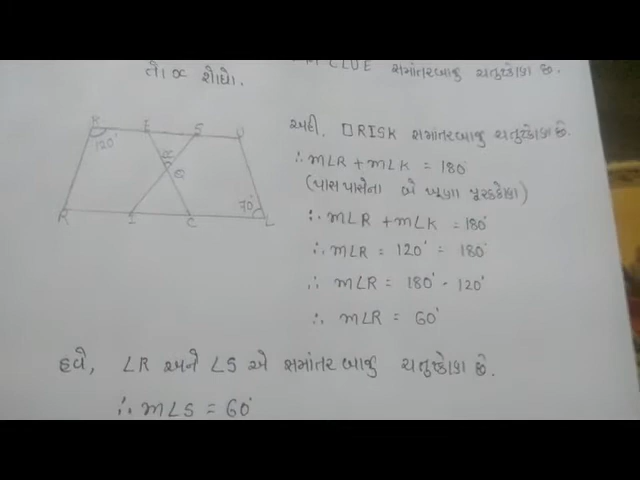 CLUE સમાંતરબાજુ ચતુષ્કોણ છે.
તો x શોધો.
K E S U
120°
x
O
70°
R I C L
અહીં, □RISK સમાંતરબાજુ ચતુષ્કોણ છે.
∴ m∠R + m∠K = 180°
(પાસપાસેના બે ખૂણા પૂરકકોણ)
∴ m∠R + m∠K = 180°
∴ m∠R = 120° = 180°
∴ m∠R = 180° - 120°
∴ m∠R = 60°
હવે, ∠R અને ∠S એ સમાંતરબાજુ ચતુષ્કોણ છે.
∴ m∠S = 60°